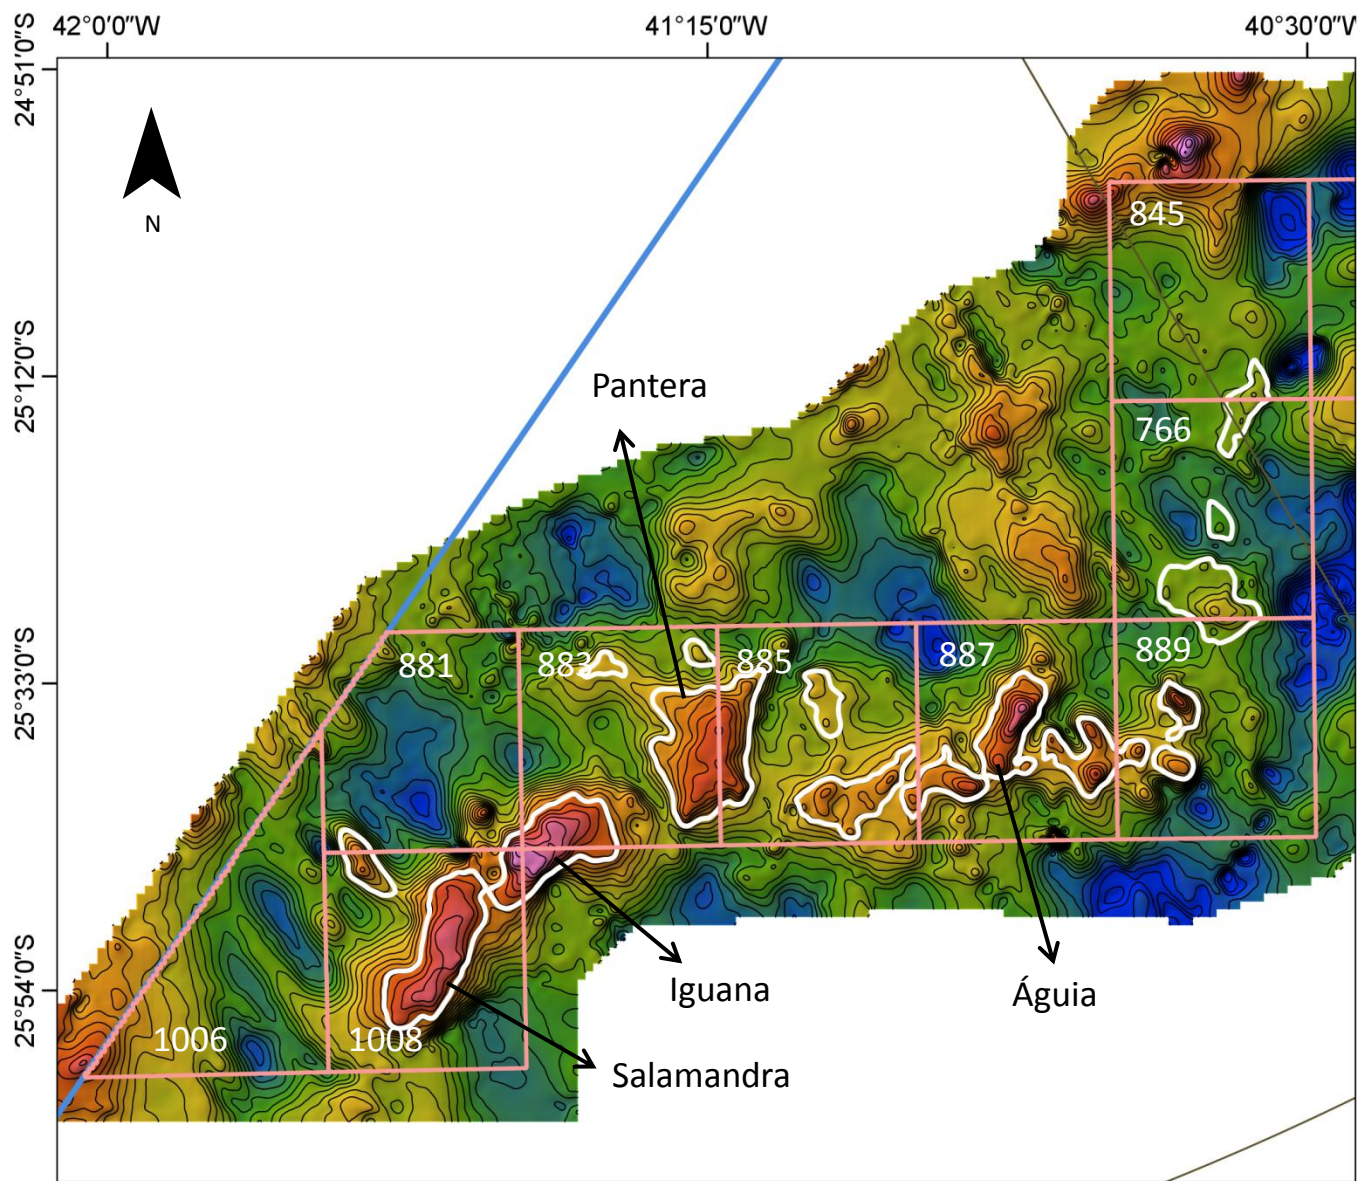 42°0'0"W 41°15'0"W 40°30'0"W
24°51'0"S
N
845
25°12'0"S
Pantera
766
25°33'0"S
881 883 885 887 889
Iguana
Águia
25°54'0"S
1006 1008
Salamandra